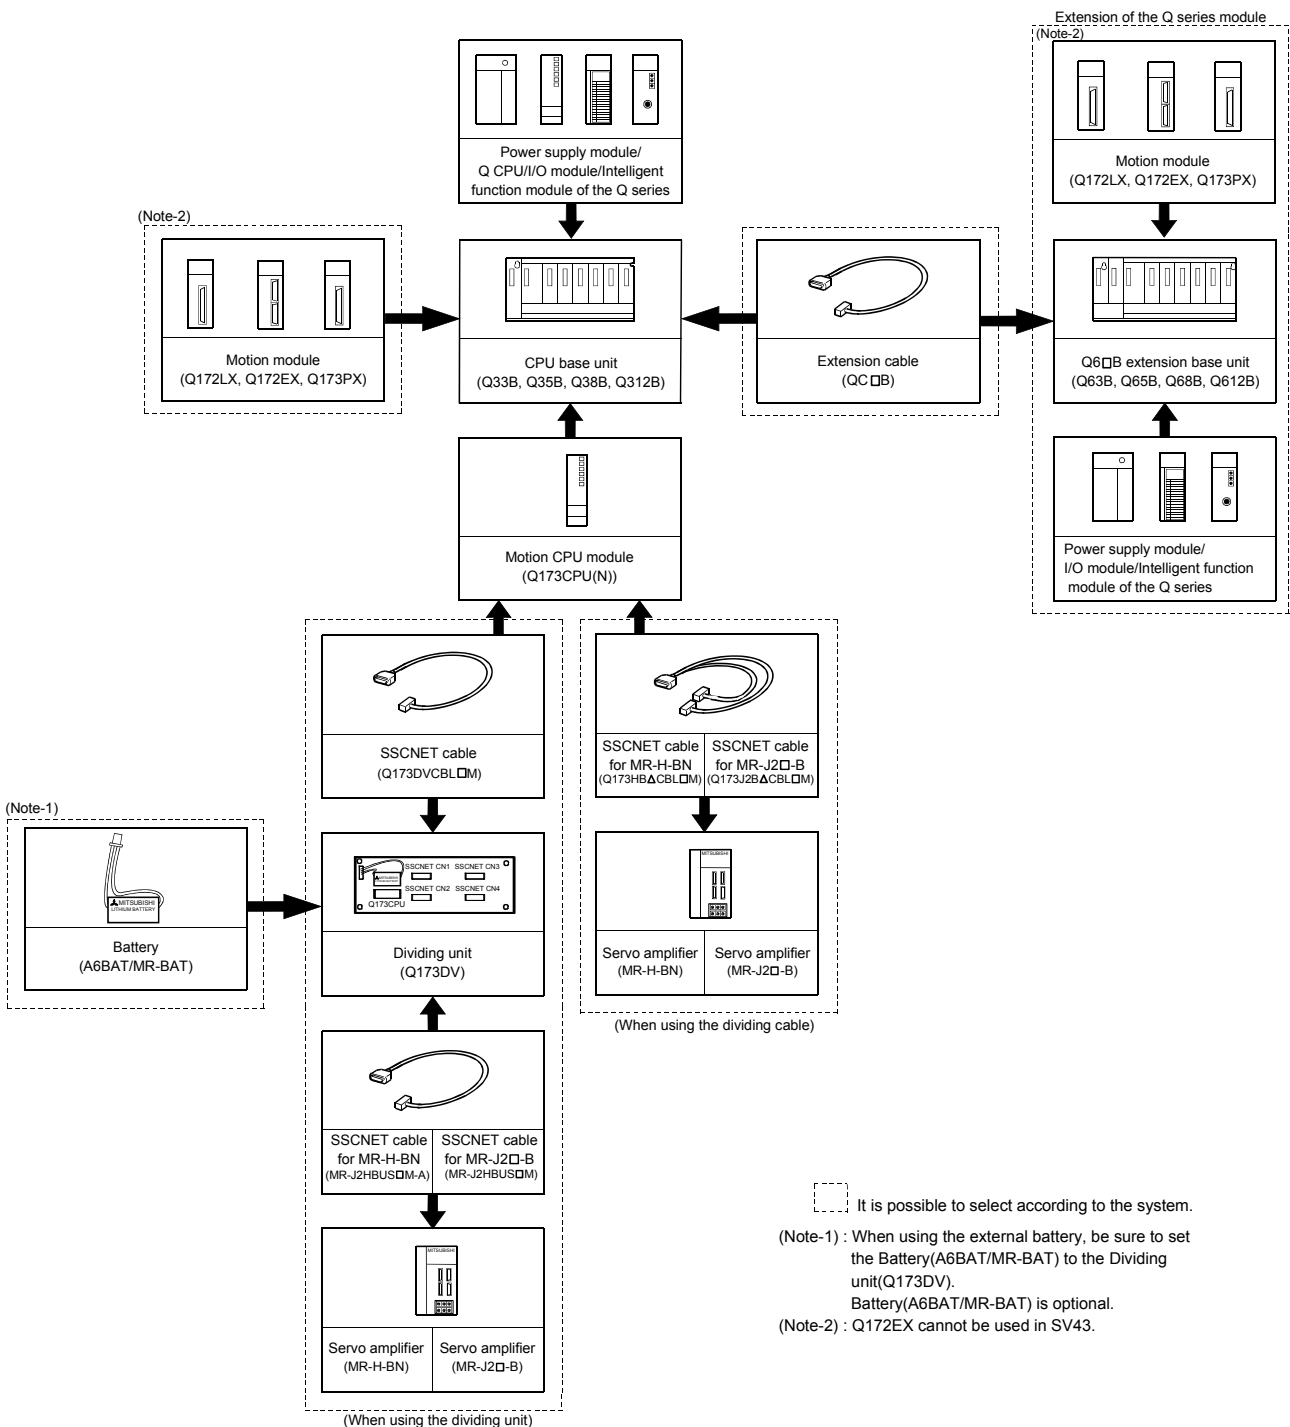 Extension of the Q series module
(Note-2)
Power supply module/
Q CPU/I/O module/Intelligent
function module of the Q series
Motion module
(Q172LX, Q172EX, Q173PX)
(Note-2)
Motion module
(Q172LX, Q172EX, Q173PX)
CPU base unit
(Q33B, Q35B, Q38B, Q312B)
Extension cable
(QC□B)
Q6□B extension base unit
(Q63B, Q65B, Q68B, Q612B)
Motion CPU module
(Q173CPU(N))
Power supply module/
I/O module/Intelligent function
module of the Q series
SSCNET cable
(Q173DVCBL□M)
SSCNET cable
for MR-H-BN
(Q173HB△CBL□M)
SSCNET cable
for MR-J2□-B
(Q173J2B△CBL□M)
(Note-1)
MITSUBISHI
LITHIUM BATTERY
Battery
(A6BAT/MR-BAT)
SSCNET CN1 SSCNET CN3
MITSUBISHI
LITHIUM BATTERY
SSCNET CN2 SSCNET CN4
Q173CPU
Dividing unit
(Q173DV)
MITSUBISHI
Servo amplifier
(MR-H-BN)
Servo amplifier
(MR-J2□-B)
(When using the dividing cable)
SSCNET cable
for MR-H-BN
(MR-J2HBUS□M-A)
SSCNET cable
for MR-J2□-B
(MR-J2HBUS□M)
MITSUBISHI
Servo amplifier
(MR-H-BN)
Servo amplifier
(MR-J2□-B)
(When using the dividing unit)
It is possible to select according to the system.
(Note-1) : When using the external battery, be sure to set
the Battery(A6BAT/MR-BAT) to the Dividing
unit(Q173DV).
Battery(A6BAT/MR-BAT) is optional.
(Note-2) : Q172EX cannot be used in SV43.